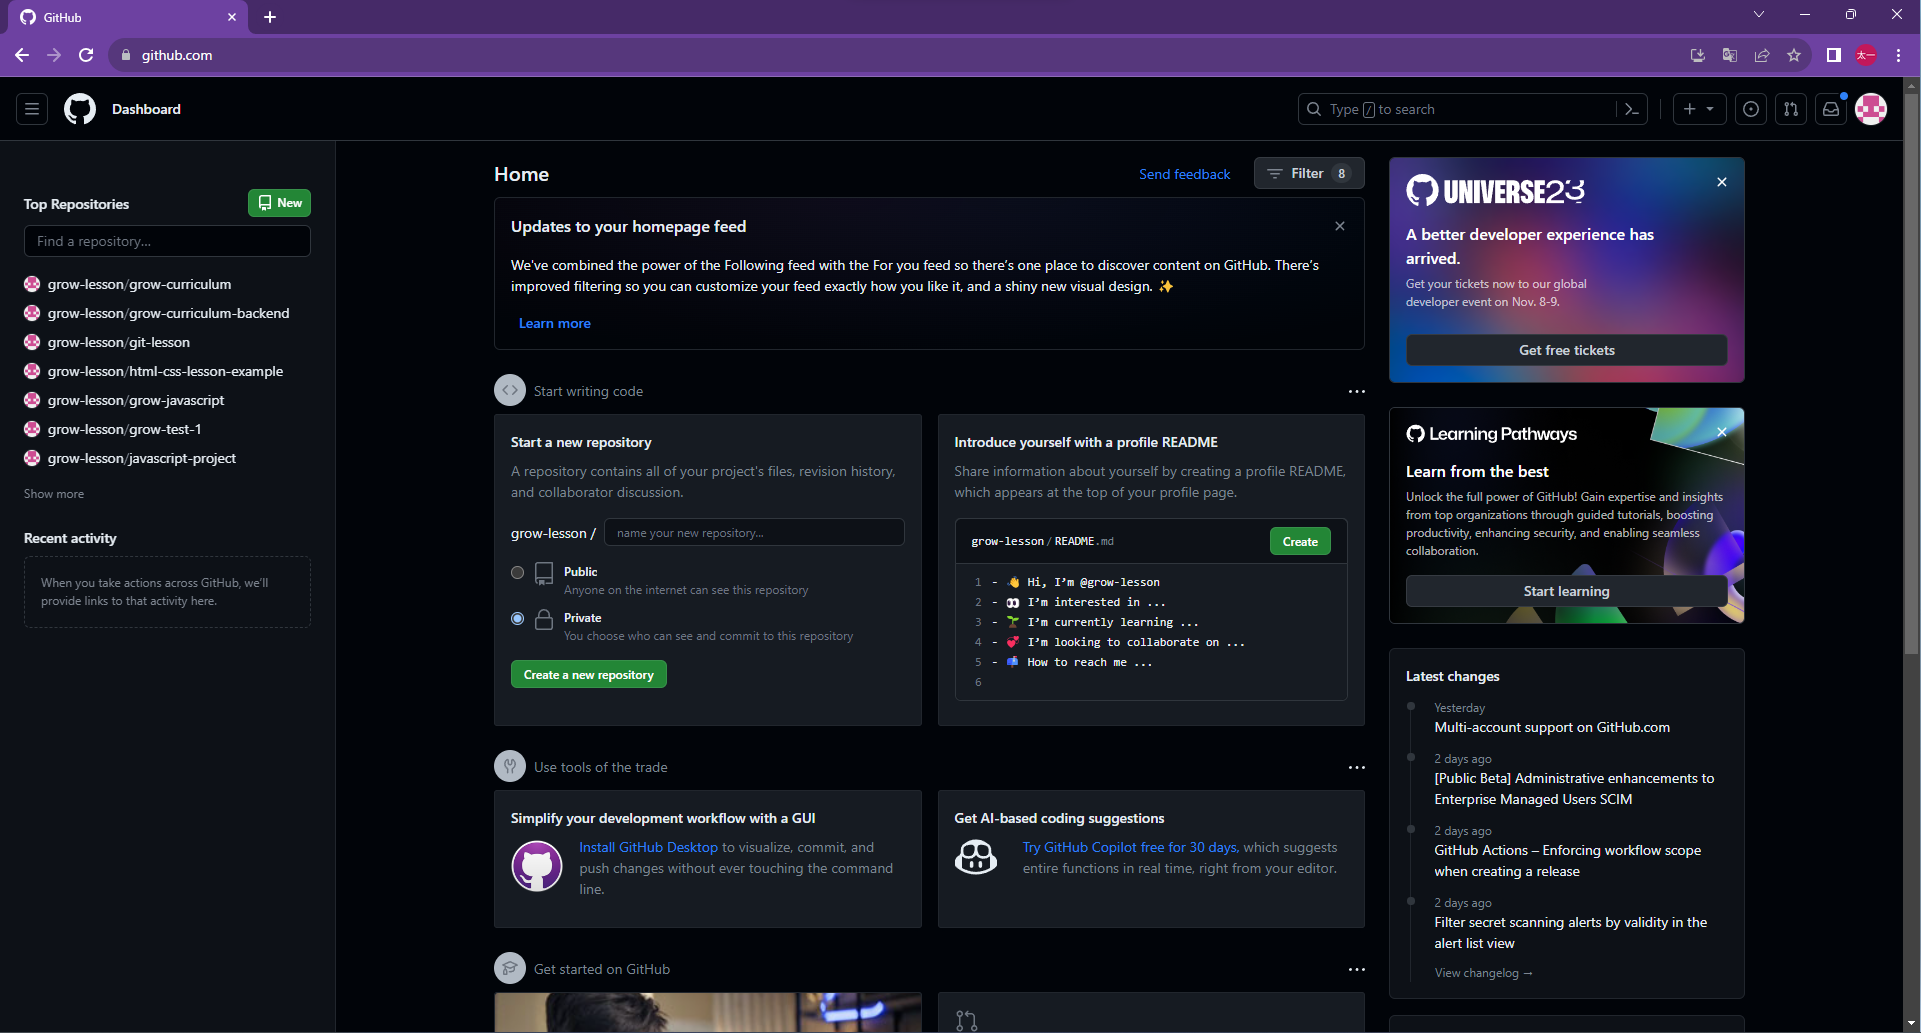 GitHub
github.com
太一
Dashboard
Type / to search
Top Repositories
New
Find a repository...
grow-lesson/grow-curriculum
grow-lesson/grow-curriculum-backend
grow-lesson/git-lesson
grow-lesson/html-css-lesson-example
grow-lesson/grow-javascript
grow-lesson/grow-test-1
grow-lesson/javascript-project
Show more
Recent activity
When you take actions across GitHub, we'll
provide links to that activity here.
Home
Send feedback
Filter 8
Updates to your homepage feed
We've combined the power of the Following feed with the For you feed so there's one place to discover content on GitHub. There's
improved filtering so you can customize your feed exactly how you like it, and a shiny new visual design. ✨
Learn more
Start writing code
Start a new repository
A repository contains all of your project's files, revision history,
and collaborator discussion.
grow-lesson / name your new repository...
Public
Anyone on the internet can see this repository
Private
You choose who can see and commit to this repository
Create a new repository
Introduce yourself with a profile README
Share information about yourself by creating a profile README,
which appears at the top of your profile page.
grow-lesson / README.md
Create
1 - 👋 Hi, I'm @grow-lesson
2 - 👀 I'm interested in ...
3 - 🌱 I'm currently learning ...
4 - 💞️ I'm looking to collaborate on ...
5 - 📫 How to reach me ...
6
Use tools of the trade
Simplify your development workflow with a GUI
Install GitHub Desktop to visualize, commit, and
push changes without ever touching the command
line.
Get AI-based coding suggestions
Try GitHub Copilot free for 30 days, which suggests
entire functions in real time, right from your editor.
Get started on GitHub
UNIVERSE23
A better developer experience has
arrived.
Get your tickets now to our global
developer event on Nov. 8-9.
Get free tickets
Learning Pathways
Learn from the best
Unlock the full power of GitHub! Gain expertise and insights
from top organizations through guided tutorials, boosting
productivity, enhancing security, and enabling seamless
collaboration.
Start learning
Latest changes
Yesterday
Multi-account support on GitHub.com
2 days ago
[Public Beta] Administrative enhancements to
Enterprise Managed Users SCIM
2 days ago
GitHub Actions – Enforcing workflow scope
when creating a release
2 days ago
Filter secret scanning alerts by validity in the
alert list view
View changelog →